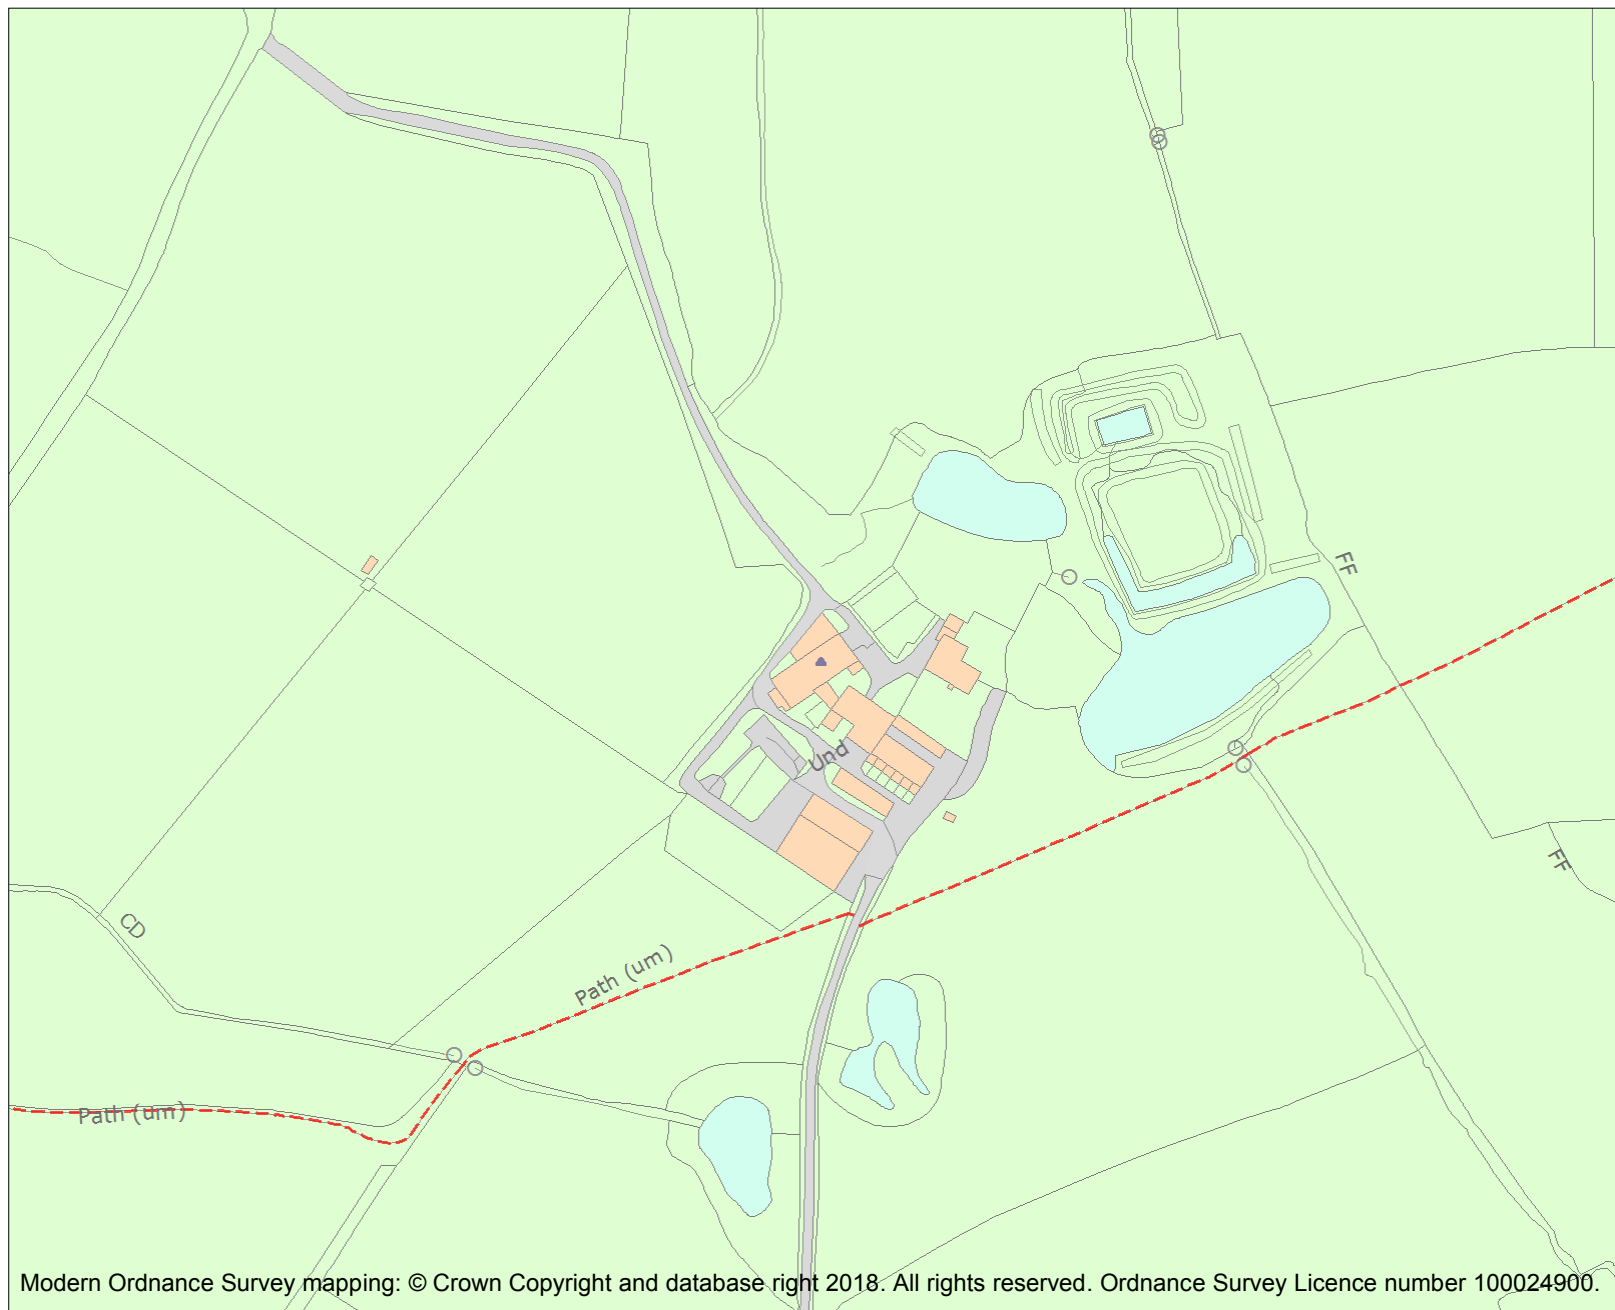 FF
Und
FF
CD
Path (um)
Path (um)
Modern Ordnance Survey mapping: © Crown Copyright and database right 2018. All rights reserved. Ordnance Survey Licence number 100024900.